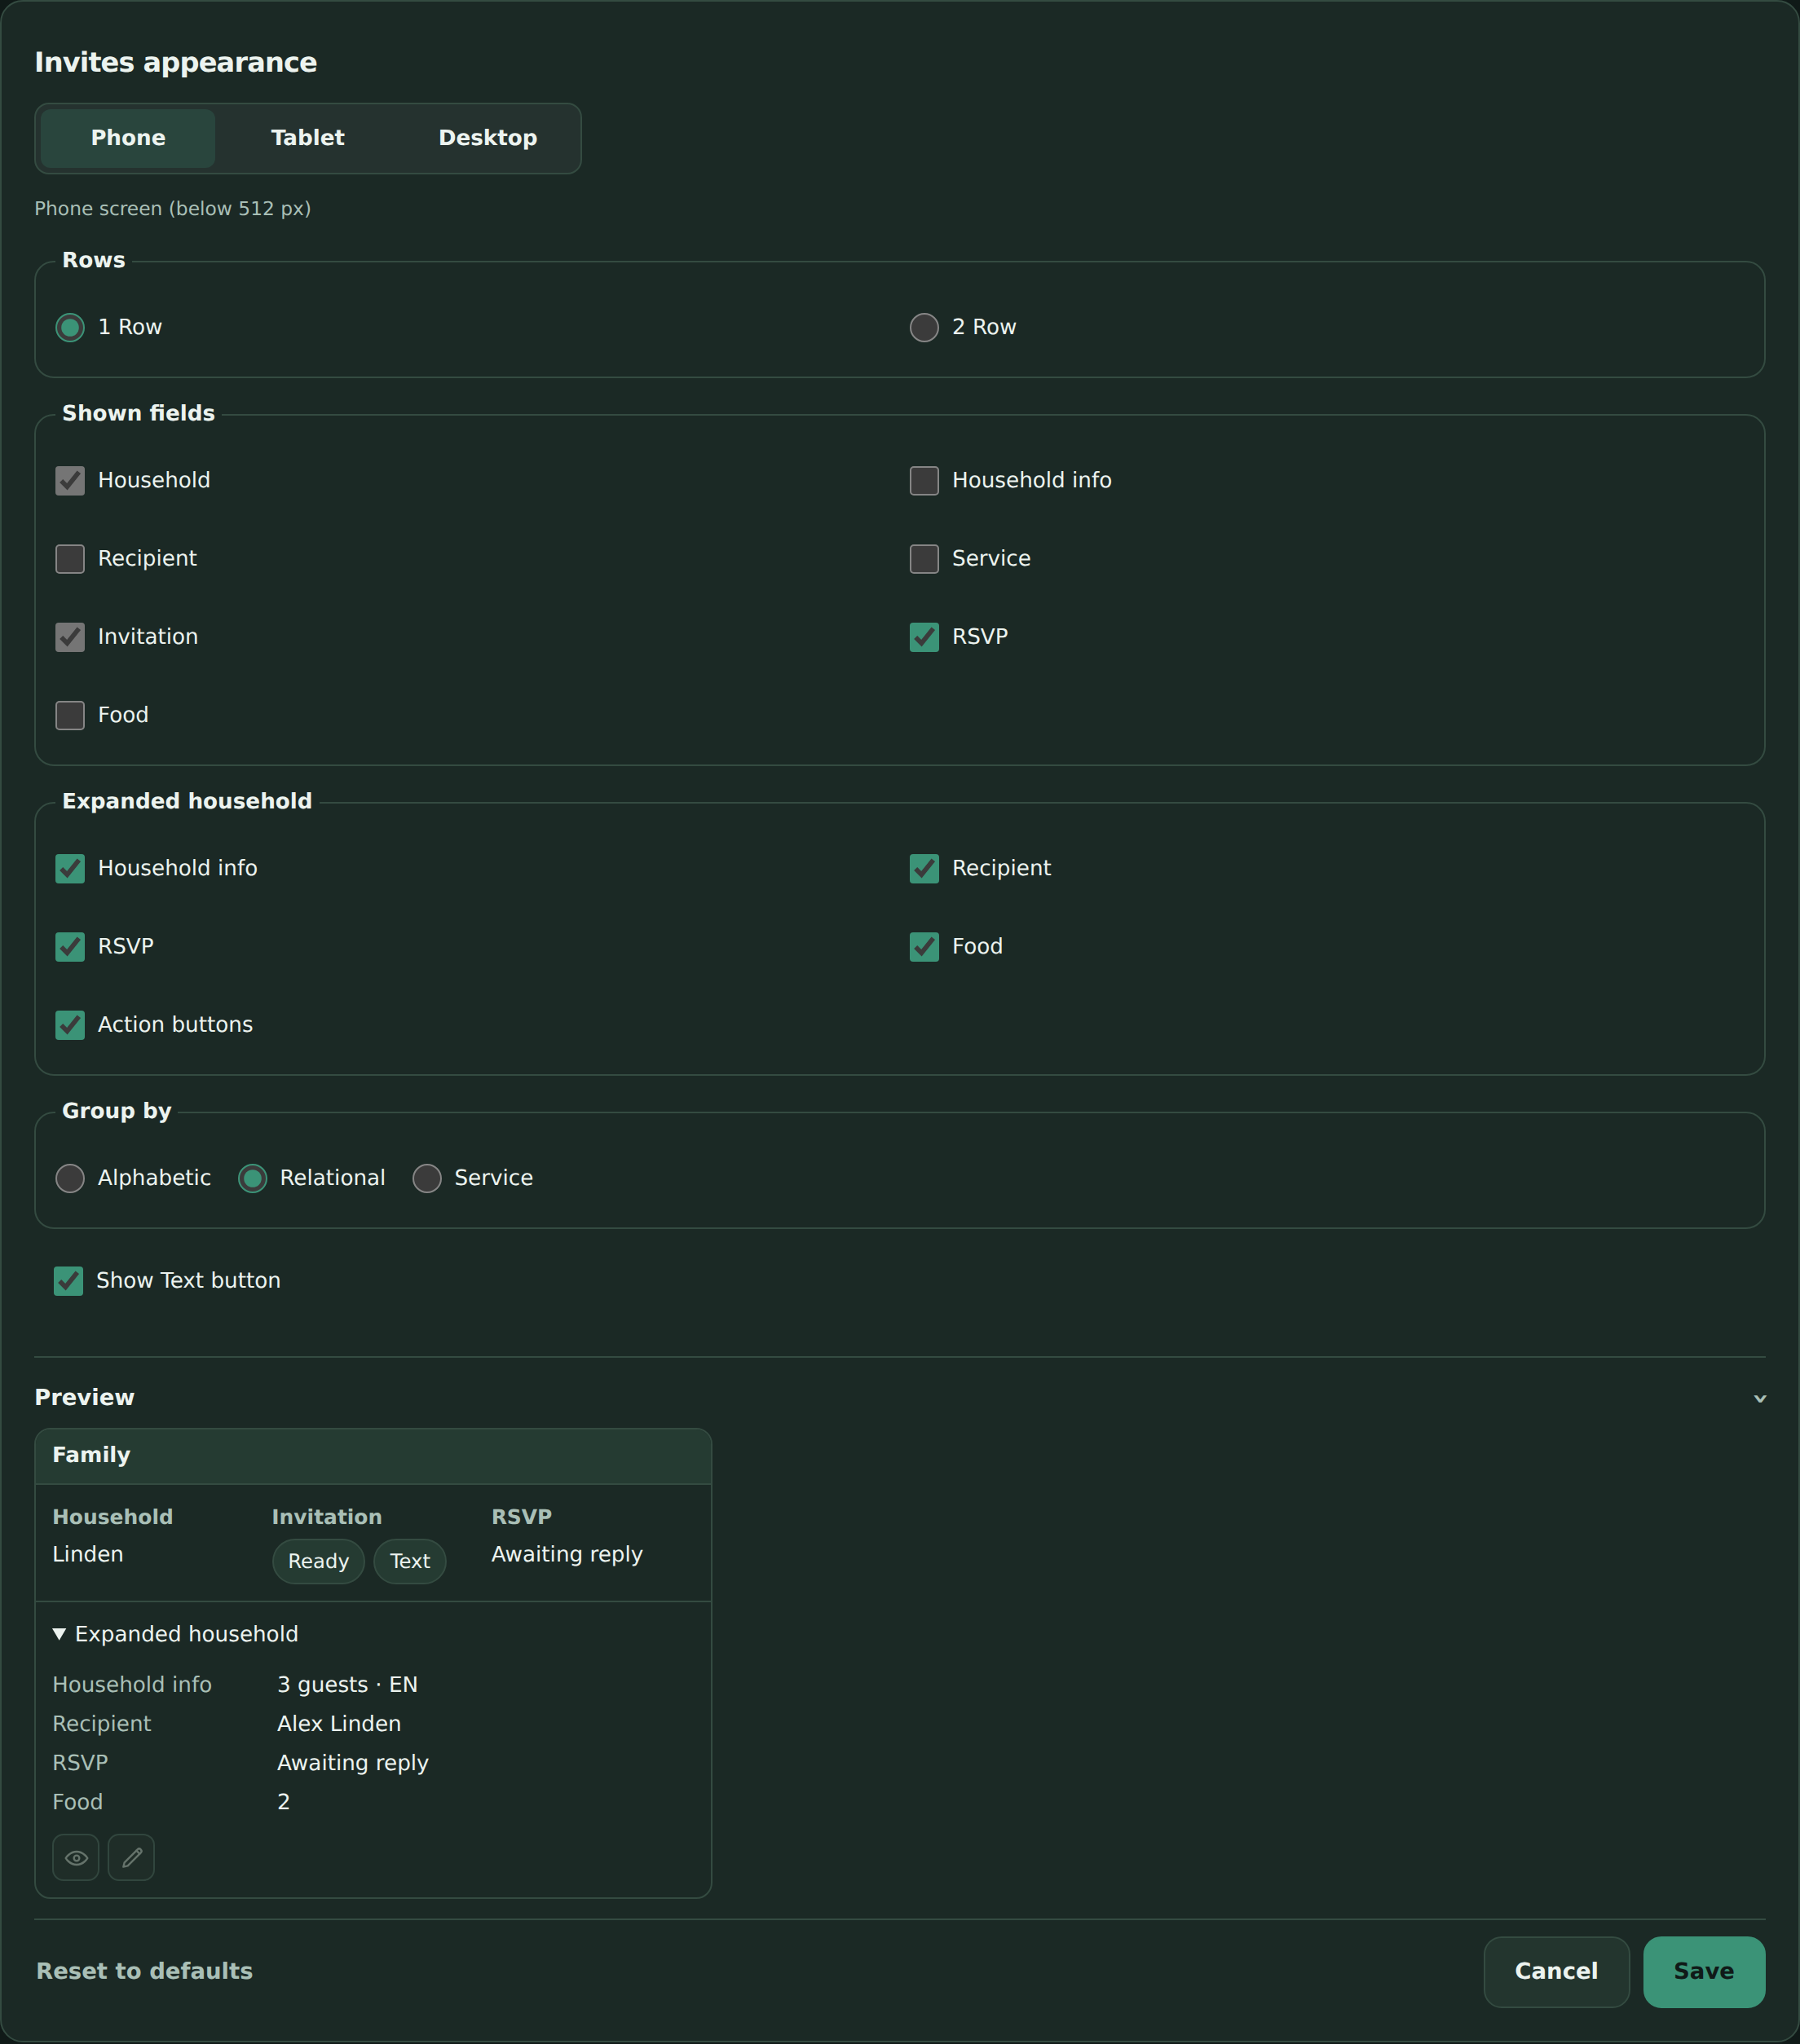 Invites appearance
Phone Tablet Desktop
Phone screen (below 512 px)
Rows
1 Row 2 Row
Shown fields
Household Household info
Recipient Service
Invitation RSVP
Food
Expanded household
Household info Recipient
RSVP Food
Action buttons
Group by
Alphabetic Relational Service
Show Text button
Preview
Family
Household Invitation RSVP
Linden Ready Text Awaiting reply
Expanded household
Household info 3 guests · EN
Recipient Alex Linden
RSVP Awaiting reply
Food 2
Reset to defaults Cancel Save